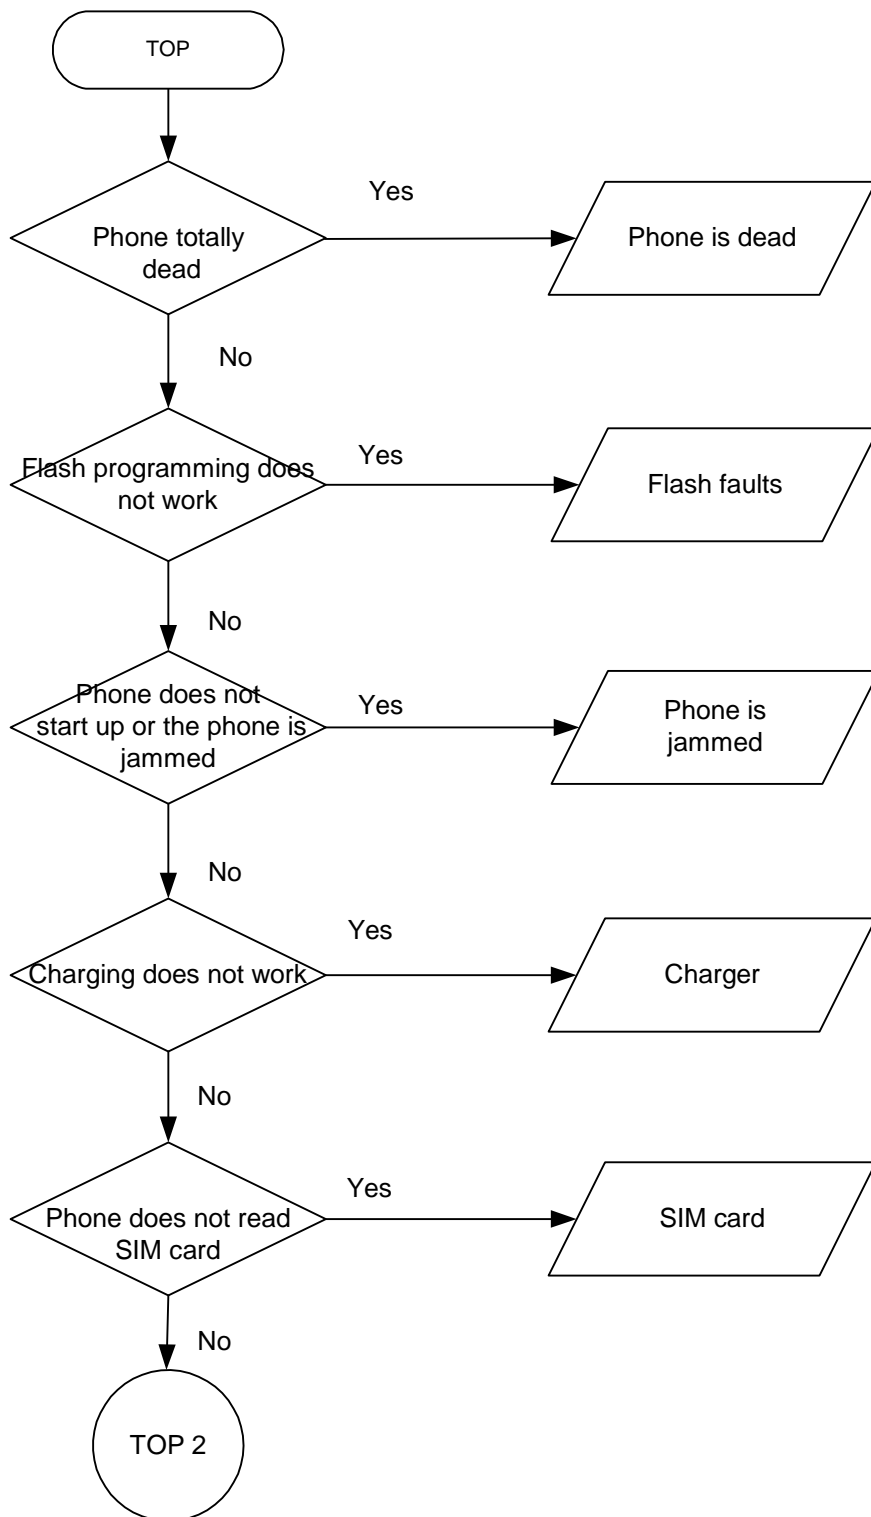 TOP
Yes
Phone totally
dead
Phone is dead
No
Yes
Flash programming does
not work
Flash faults
No
Phone does not
start up or the phone is
jammed
Yes
Phone is
jammed
No
Yes
Charging does not work
Charger
No
Yes
Phone does not read
SIM card
SIM card
No
TOP 2